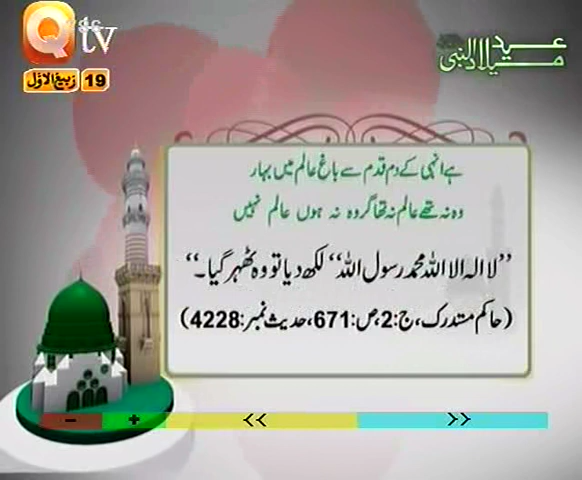 Qtv
19 ربیع الاوّل
عید
میلاد النبی
ہے انہی کے دم قدم سے باغ عالم میں بہار
وہ نہ تھے عالم نہ تھا گر وہ نہ ہوں عالم نہیں
”لا الہ الا اللہ محمد رسول اللہ“ لکھ دیا تو وہ ٹھہر گیا۔“
(حاکم مستدرک، ج:2، ص:671، حدیث نمبر:4228)
− + << >>